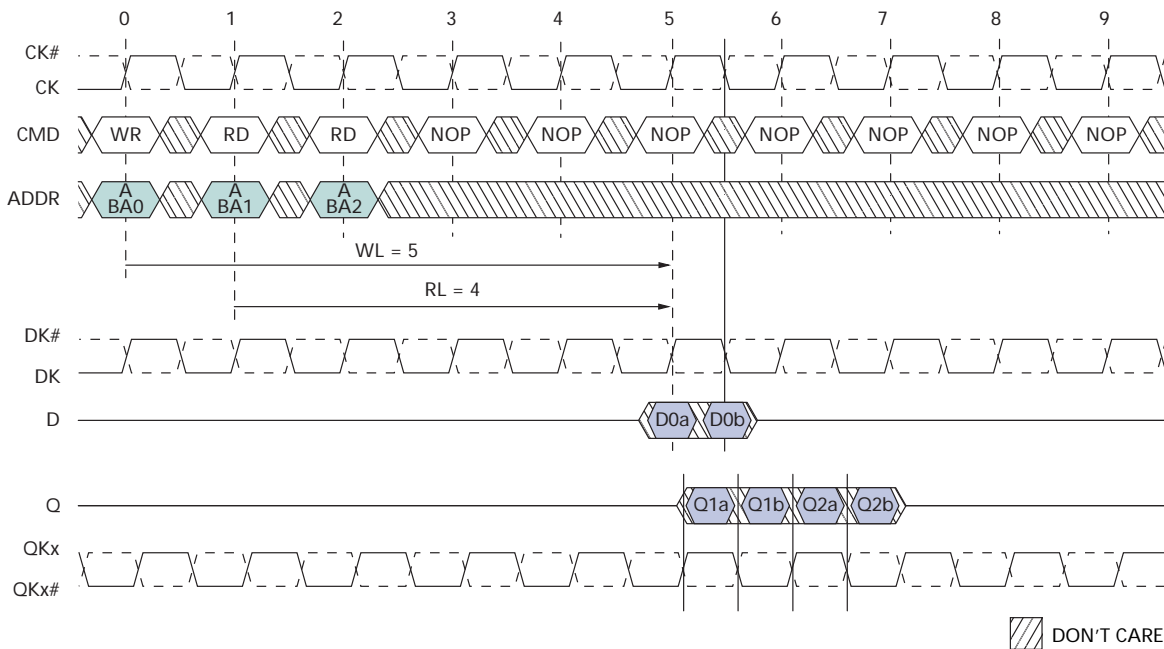 0 1 2 3 4 5 6 7 8 9
CK#
CK
CMD WR RD RD NOP NOP NOP NOP NOP NOP NOP
ADDR A BA0 A BA1 A BA2
WL = 5
RL = 4
DK#
DK
D D0a D0b
Q Q1a Q1b Q2a Q2b
QKx
QKx#
DON'T CARE